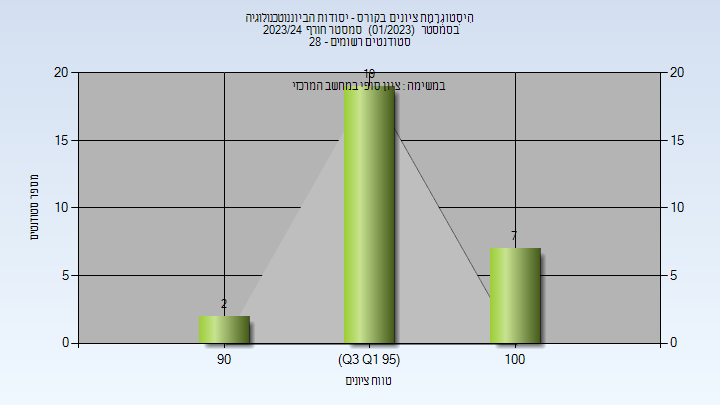 היסטוגרמת ציונים בקורס - יסודות הביוננוטכנולוגיה
בסמסטר (01/2023) סמסטר חורף 2023/24
סטודנטים רשומים - 28
במשימה : ציון סופי במחשב המרכזי
20 20
15 15
10 10
5 5
0 0
19
7
2
מספר סטודנטים
90 (Q3 Q1 95) 100
טווח ציונים